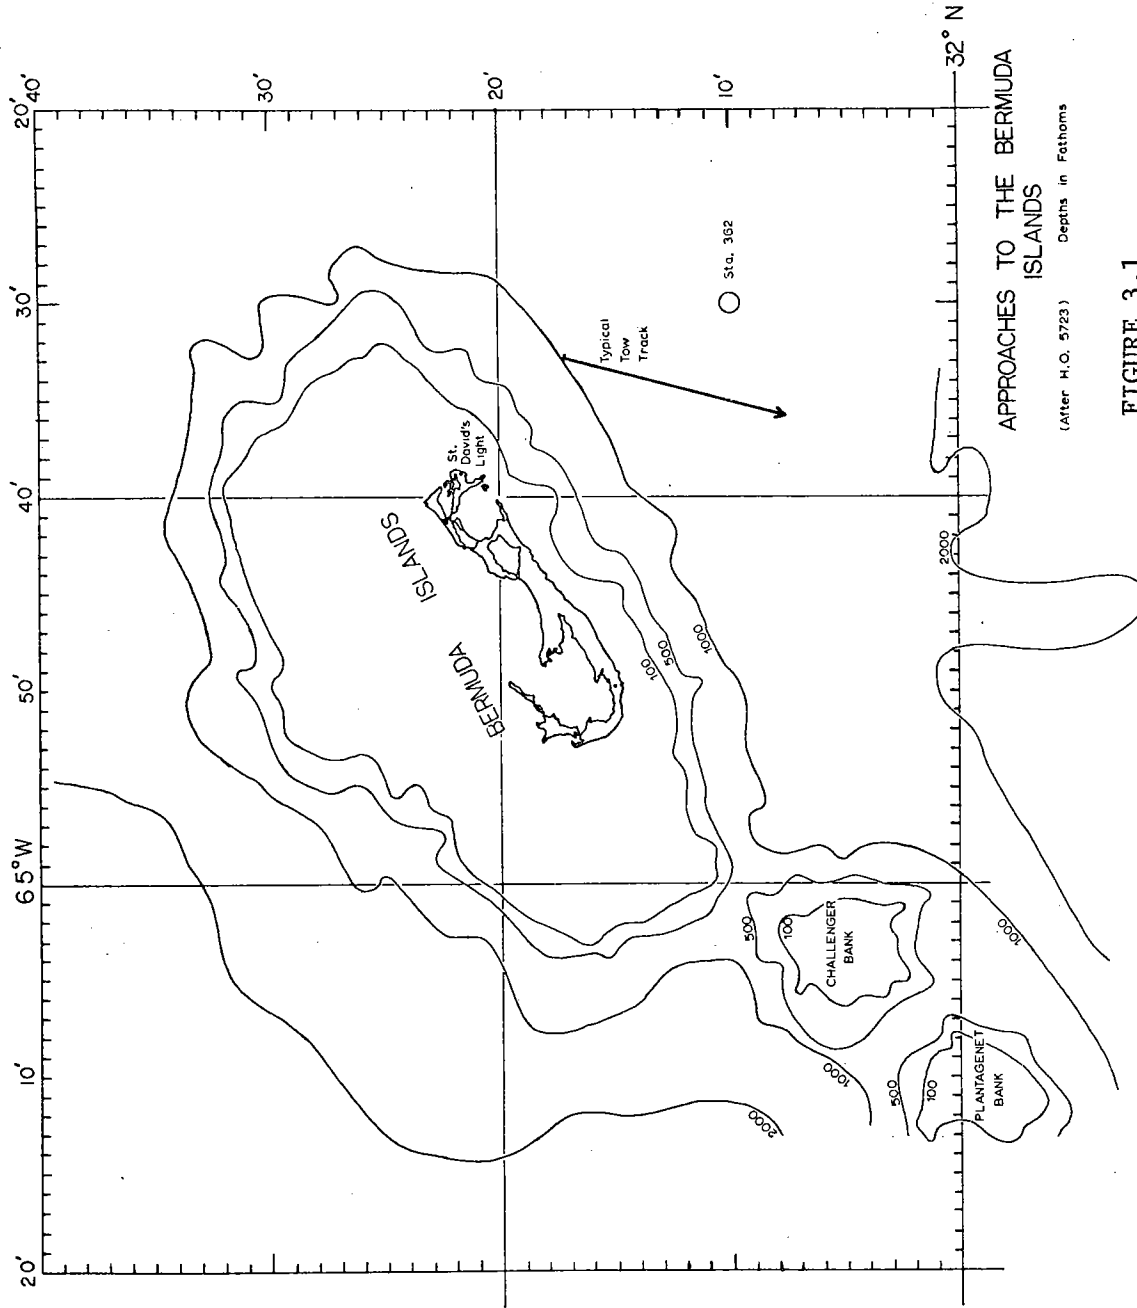 20'
10'
65° W
50'
40'
30'
20'
40'
30'
20'
10'
32° N
BERMUDA ISLANDS
St.
David's
Light
Typical
Tow
Track
Sta. 362
100
500
1000
2000
2000
1000
500
100
CHALLENGER
BANK
500
100
PLANTAGENET
BANK
1000
APPROACHES TO THE BERMUDA
ISLANDS
(After H.O. 5723) Depths in Fathoms
FIGURE 3.1